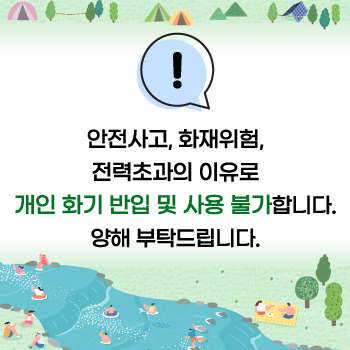 !
안전사고, 화재위험,
전력초과의 이유로
개인 화기 반입 및 사용 불가합니다.
양해 부탁드립니다.